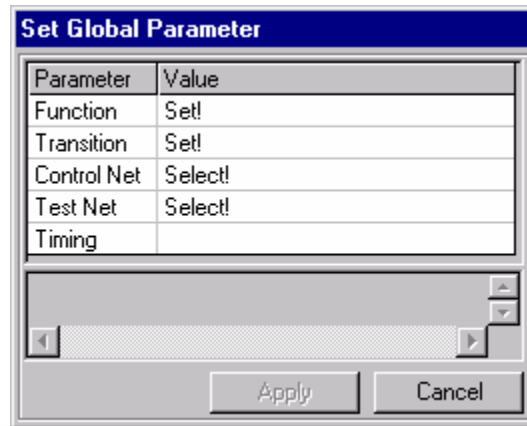 Set Global Parameter
Parameter Value
Function Set!
Transition Set!
Control Net Select!
Test Net Select!
Timing
Apply Cancel